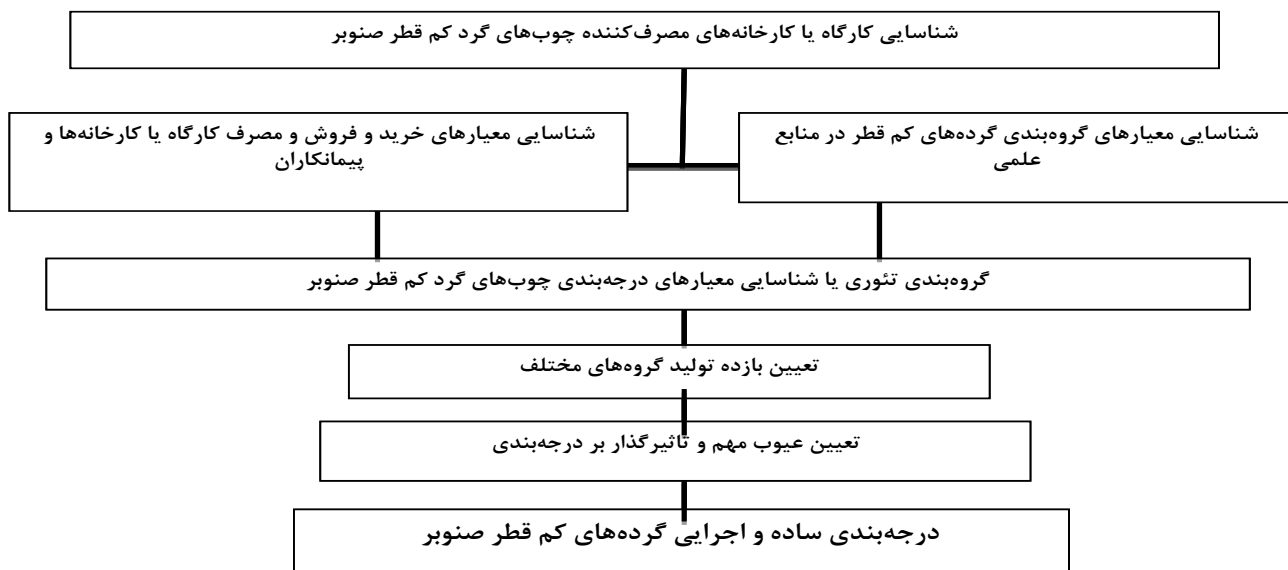 شناسایی کارگاه یا کارخانه‌های مصرف‌کننده چوب‌های گرد کم قطر صنوبر
شناسایی معیارهای گروه‌بندی گرده‌های کم قطر در منابع
علمی
شناسایی معیارهای خرید و فروش و مصرف کارگاه یا کارخانه‌ها و
پیمانکاران
گروه‌بندی تئوری یا شناسایی معیارهای درجه‌بندی چوب‌های گرد کم قطر صنوبر
تعیین بازده تولید گروه‌های مختلف
تعیین عیوب مهم و تاثیرگذار بر درجه‌بندی
درجه‌بندی ساده و اجرایی گرده‌های کم قطر صنوبر